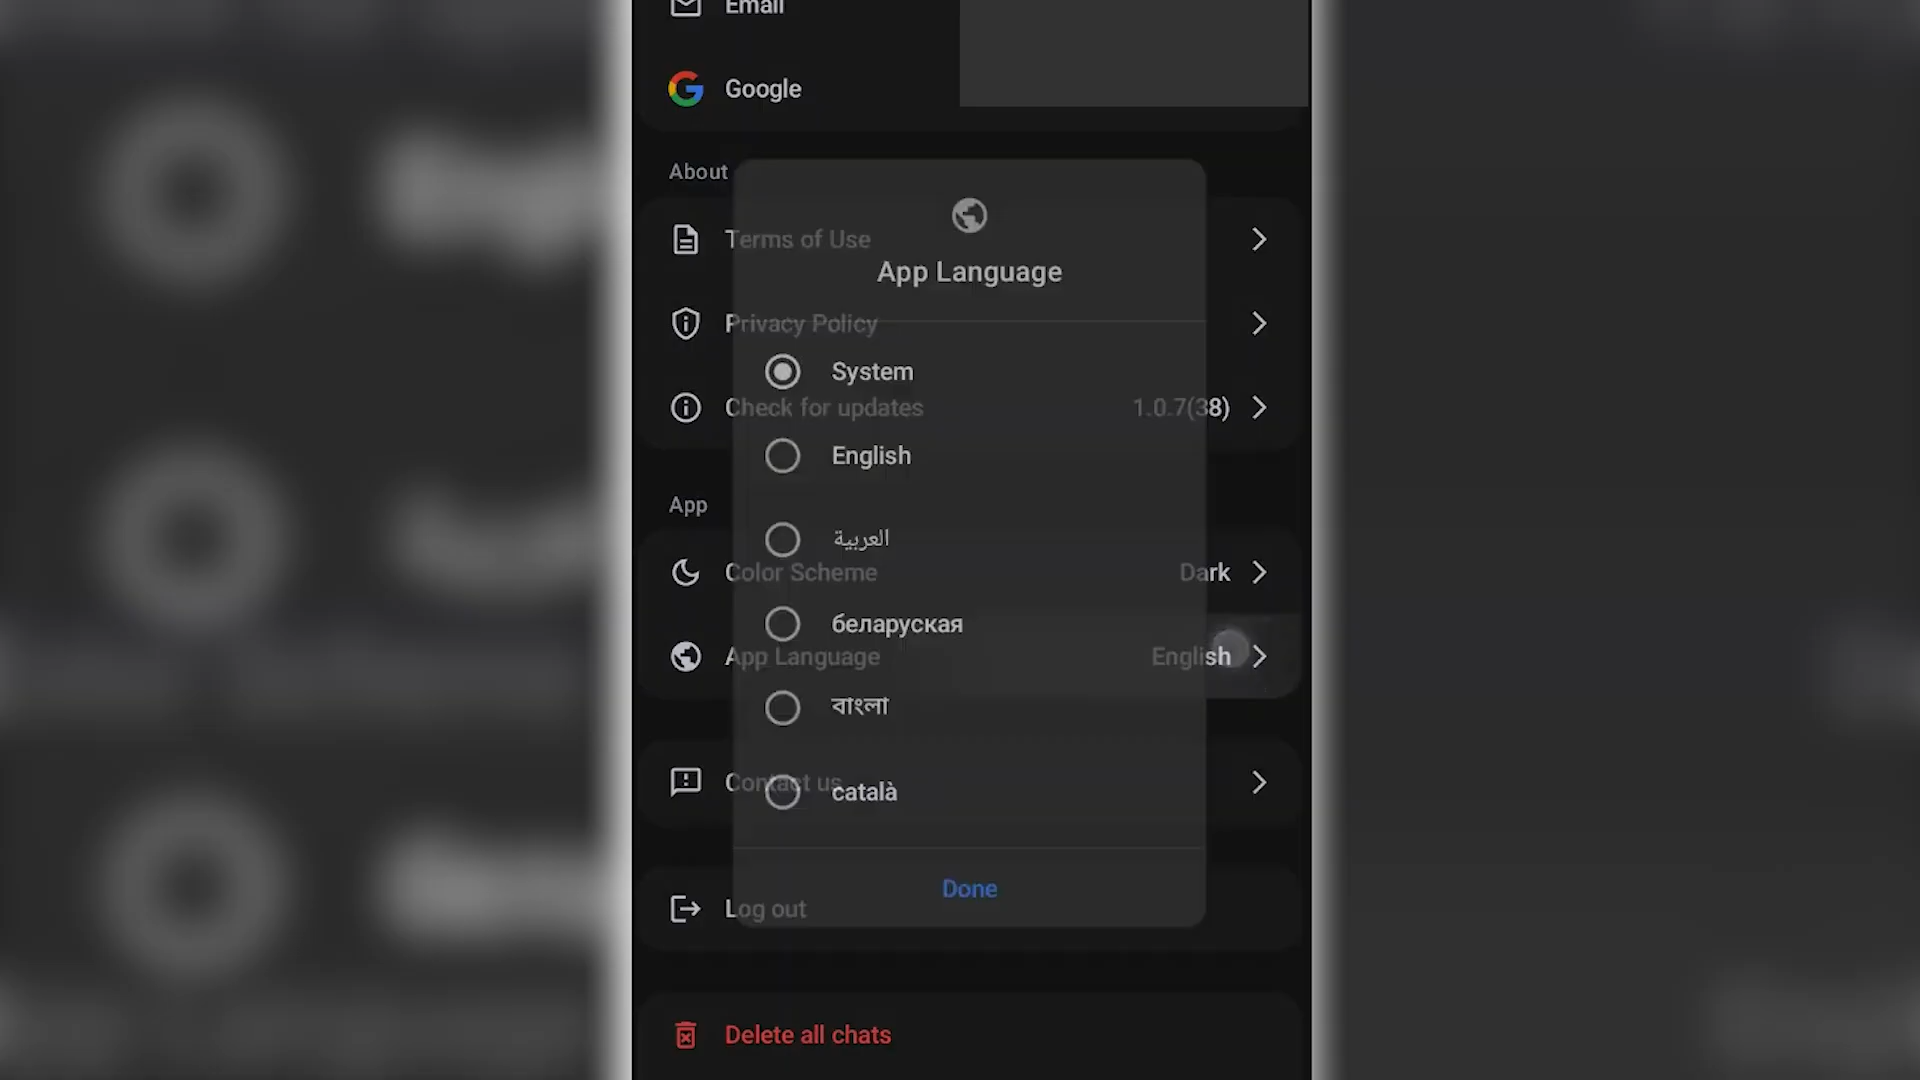 Email
Google
About
Terms of Use
App Language
Privacy Policy
System
Check for updates 1.0.7(38)
English
App
العربية
Color Scheme Dark
беларуская
App Language English
বাংলা
Contact us
català
Done
Log out
Delete all chats